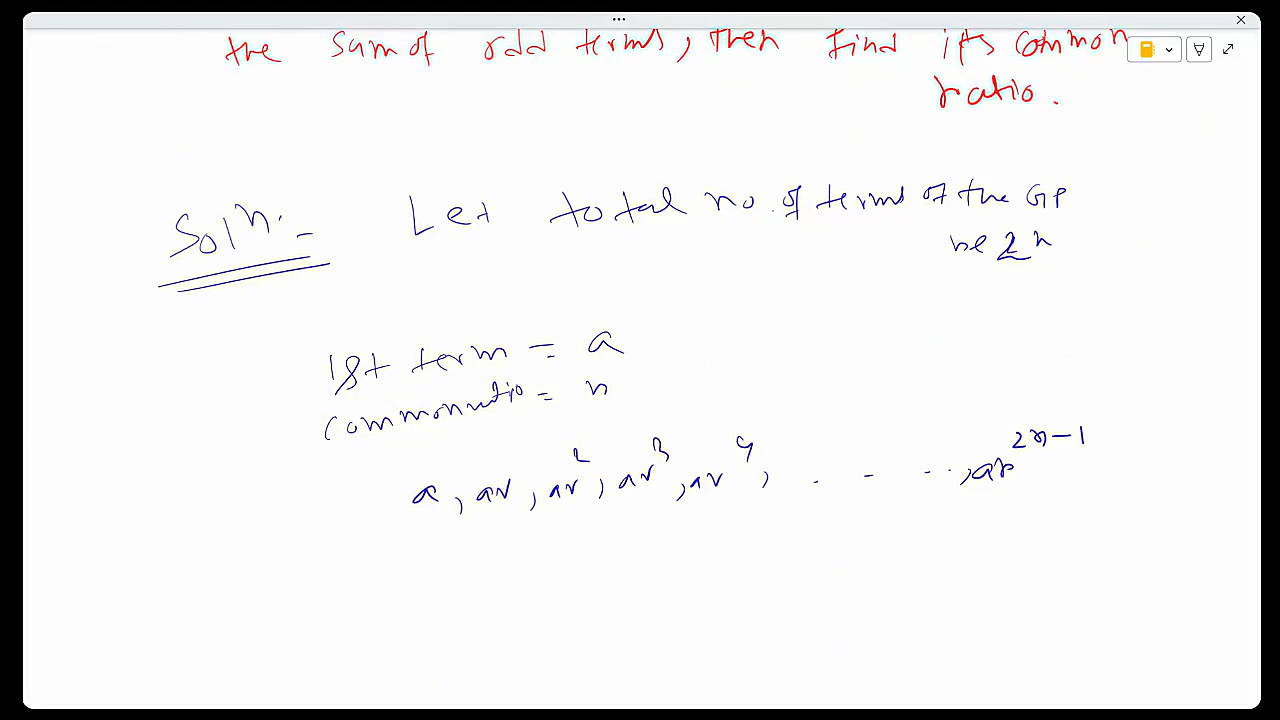 the sum of odd terms, then find its common
ratio.
Soln:-
Let total no. of terms of the GP
be 2n
1st term = a
common ratio = r
a, ar, ar², ar³, ar⁴, . - - .., ar²ⁿ⁻¹